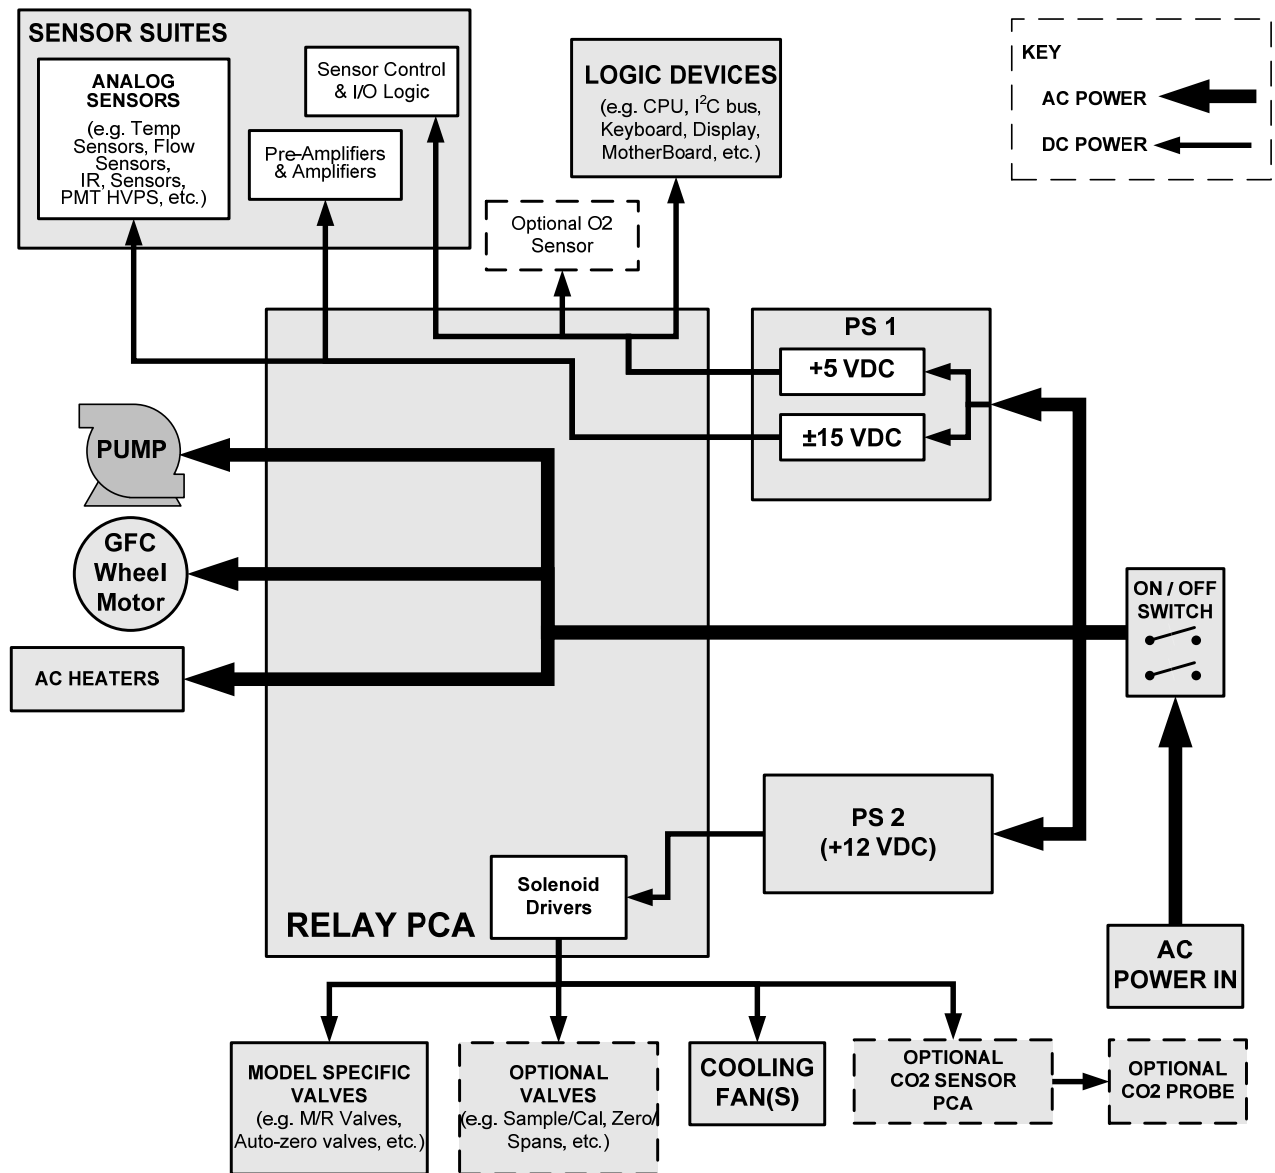 SENSOR SUITES
ANALOG
SENSORS
(e.g. Temp
Sensors, Flow
Sensors,
IR, Sensors,
PMT HVPS, etc.)
Sensor Control
& I/O Logic
Pre-Amplifiers
& Amplifiers
LOGIC DEVICES
(e.g. CPU, I²C bus,
Keyboard, Display,
MotherBoard, etc.)
Optional O2
Sensor
KEY
AC POWER
DC POWER
PS 1
+5 VDC
±15 VDC
PUMP
GFC
Wheel
Motor
AC HEATERS
ON / OFF
SWITCH
PS 2
(+12 VDC)
Solenoid
Drivers
RELAY PCA
AC
POWER IN
MODEL SPECIFIC
VALVES
(e.g. M/R Valves,
Auto-zero valves, etc.)
OPTIONAL
VALVES
(e.g. Sample/Cal, Zero/
Spans, etc.)
COOLING
FAN(S)
OPTIONAL
CO2 SENSOR
PCA
OPTIONAL
CO2 PROBE